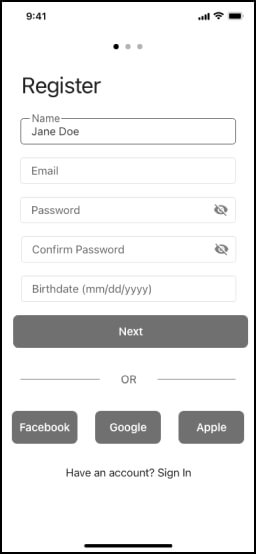 9:41
Register
Name
Jane Doe
Email
Password
Confirm Password
Birthdate (mm/dd/yyyy)
Next
OR
Facebook Google Apple
Have an account? Sign In